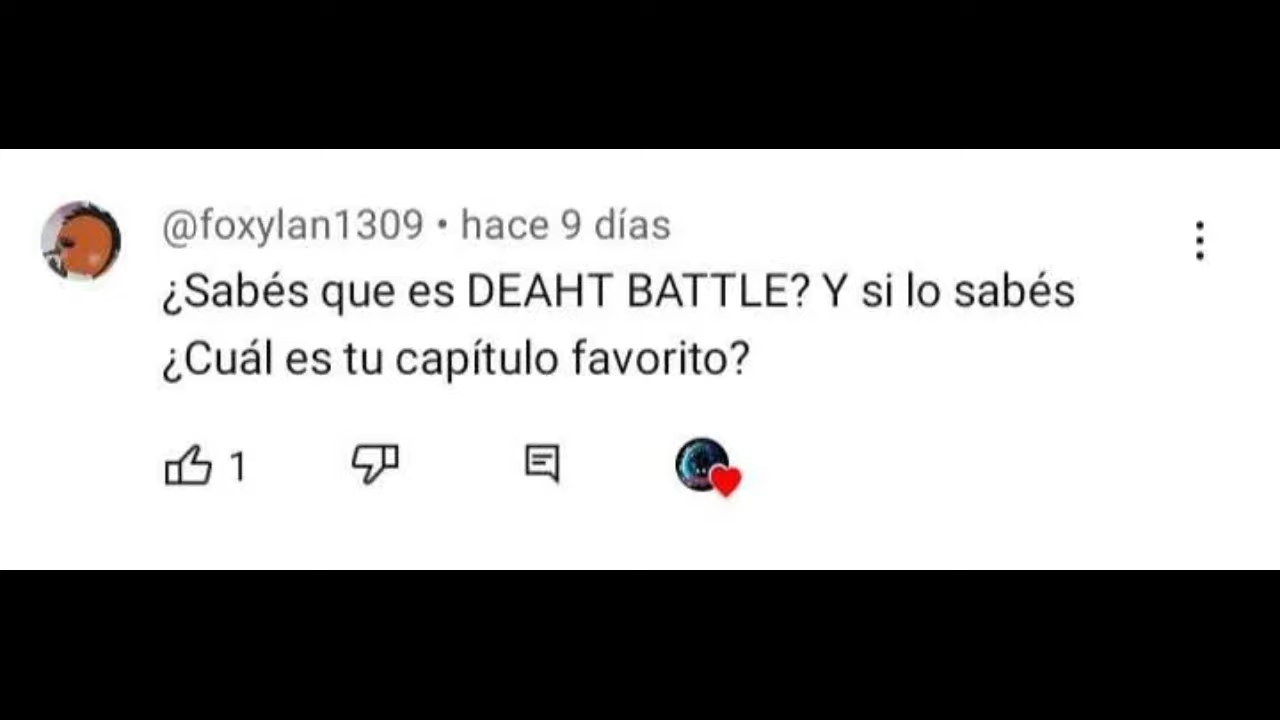 @foxylan1309 • hace 9 días
¿Sabés que es DEAHT BATTLE? Y si lo sabés
¿Cuál es tu capítulo favorito?
1